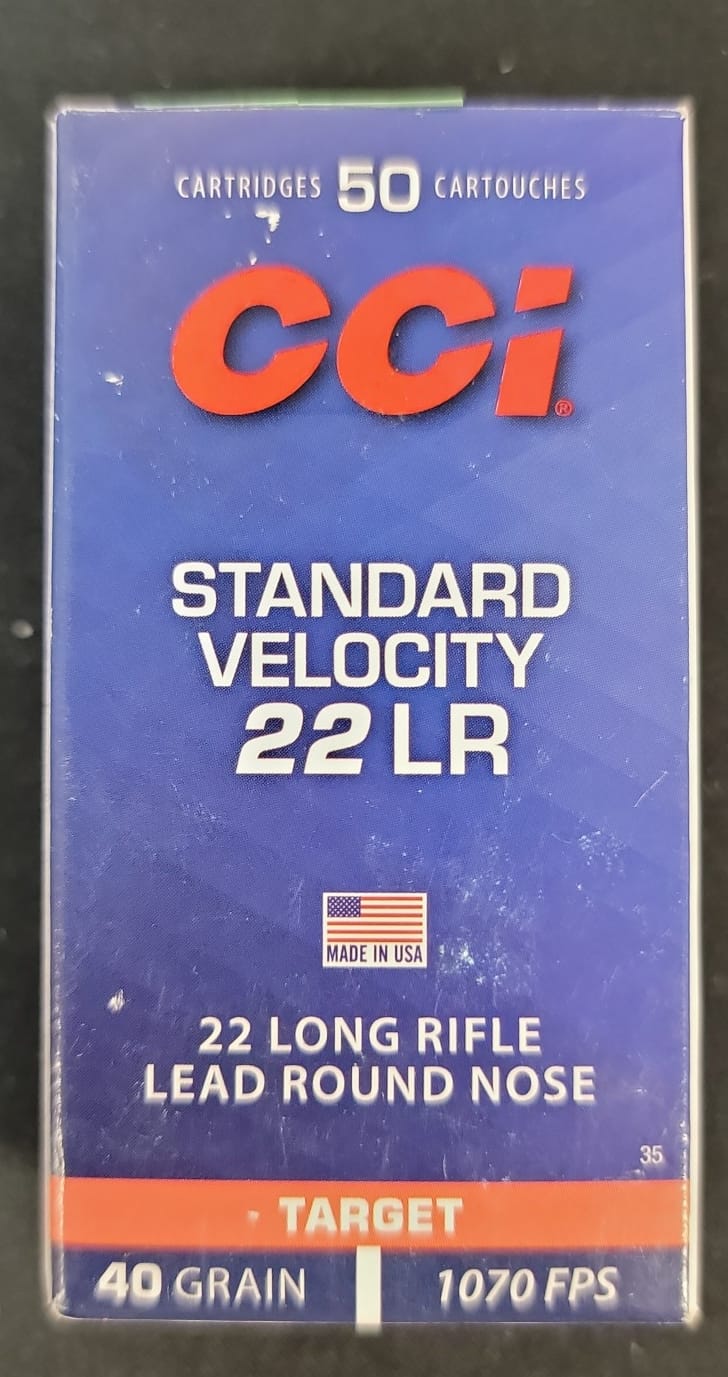 CARTRIDGES 50 CARTOUCHES
CCi®
STANDARD
VELOCITY
22 LR
MADE IN USA
22 LONG RIFLE
LEAD ROUND NOSE
35
TARGET
40 GRAIN 1070 FPS